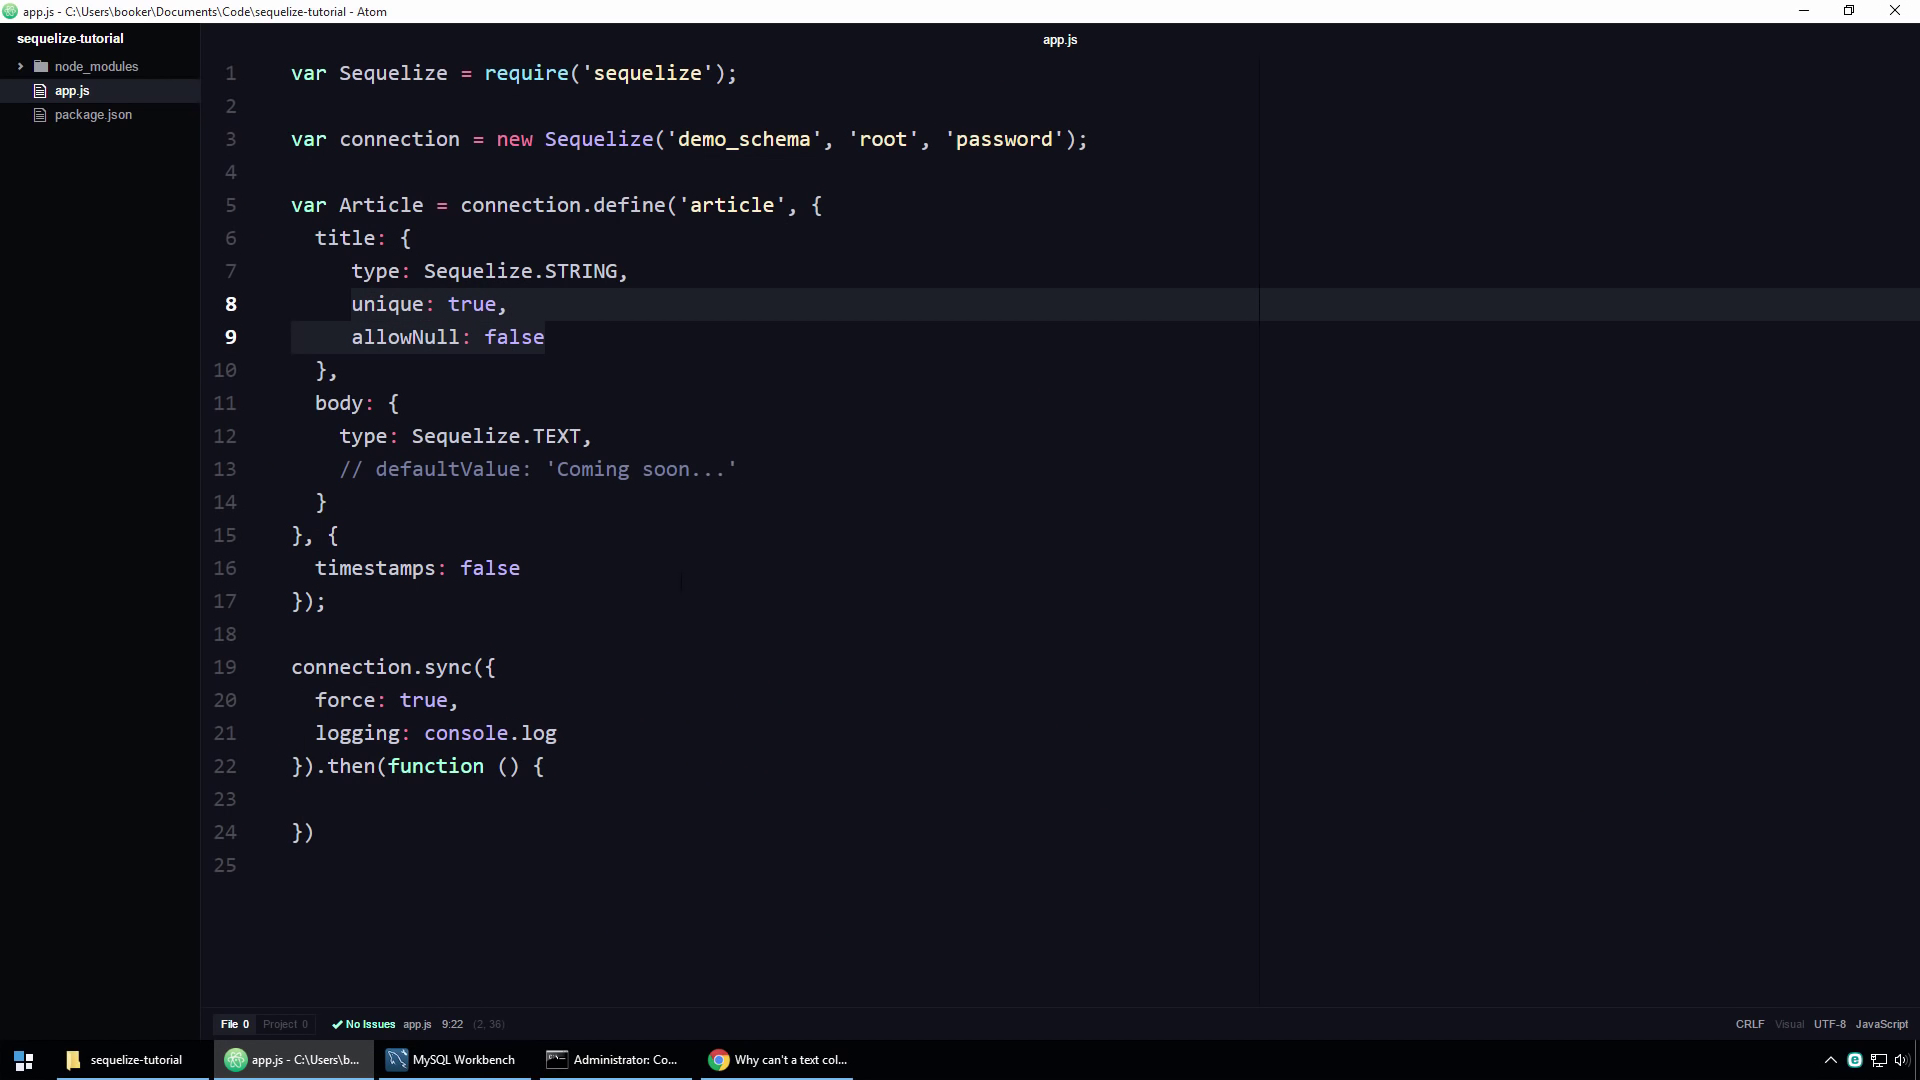 app.js - C:\Users\booker\Documents\Code\sequelize-tutorial - Atom
sequelize-tutorial
node_modules
app.js
package.json
app.js
1 var Sequelize = require('sequelize');
2
3 var connection = new Sequelize('demo_schema', 'root', 'password');
4
5 var Article = connection.define('article', {
6   title: {
7      type: Sequelize.STRING,
8      unique: true,
9      allowNull: false
10   },
11   body: {
12     type: Sequelize.TEXT,
13     // defaultValue: 'Coming soon...'
14   }
15 }, {
16   timestamps: false
17 });
18
19 connection.sync({
20   force: true,
21   logging: console.log
22 }).then(function () {
23
24 })
25
File 0 Project 0 No Issues app.js 9:22 (2, 36) CRLF Visual UTF-8 JavaScript
sequelize-tutorial app.js - C:\Users\b... MySQL Workbench Administrator: Co... Why can't a text col...